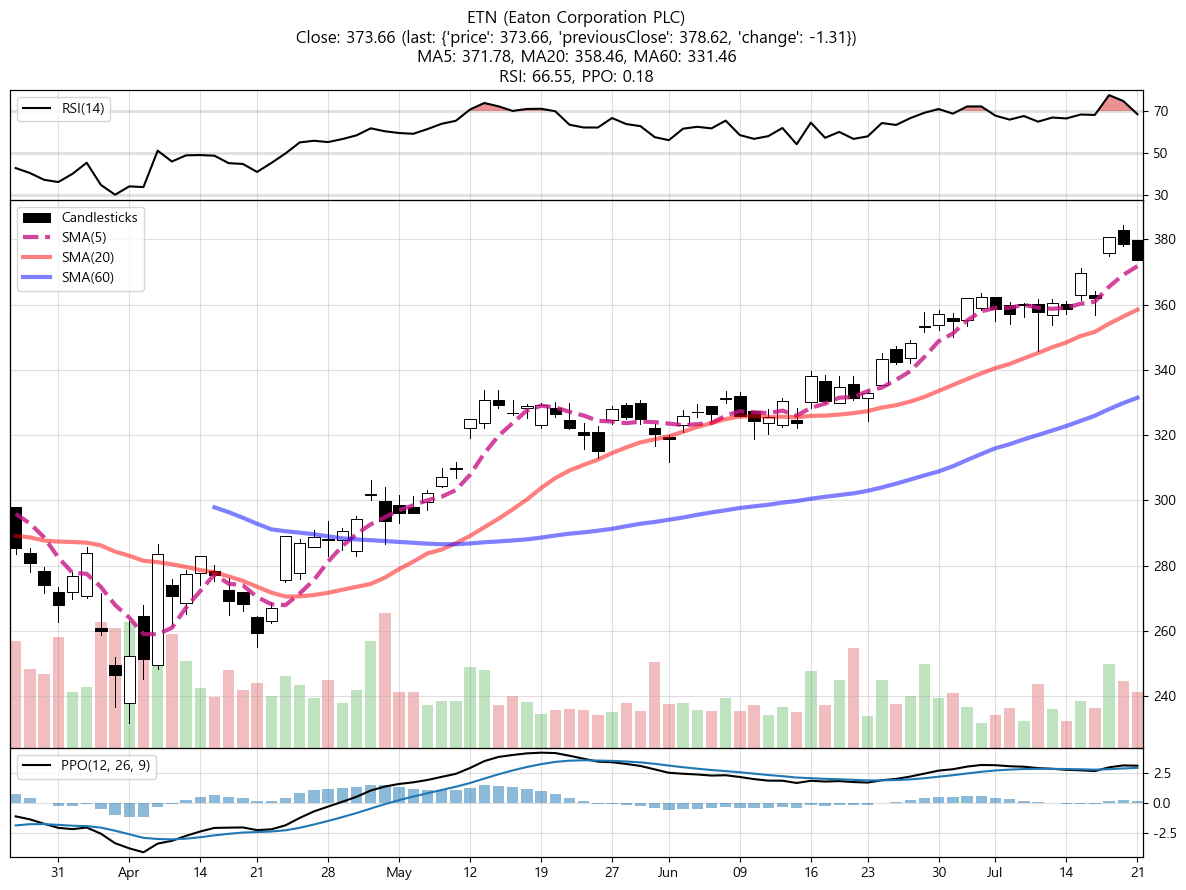 ETN (Eaton Corporation PLC)
Close: 373.66 (last: {'price': 373.66, 'previousClose': 378.62, 'change': -1.31})
MA5: 371.78, MA20: 358.46, MA60: 331.46
RSI: 66.55, PPO: 0.18
RSI(14)
70
50
30
Candlesticks
SMA(5)
SMA(20)
SMA(60)
380
360
340
320
300
280
260
240
PPO(12, 26, 9)
2.5
0.0
-2.5
31 Apr 14 21 28 May 12 19 27 Jun 09 16 23 30 Jul 14 21